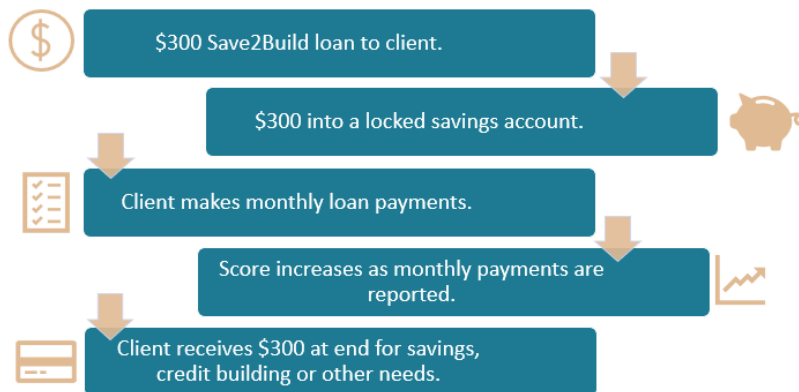 $300 Save2Build loan to client.
$300 into a locked savings account.
Client makes monthly loan payments.
Score increases as monthly payments are
reported.
Client receives $300 at end for savings,
credit building or other needs.